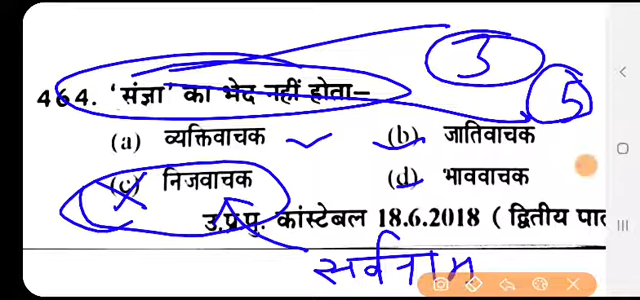 3
5
464. 'संज्ञा' का भेद नहीं होता–
(a) व्यक्तिवाचक (b) जातिवाचक
(c) निजवाचक (d) भाववाचक
उ.प्र.पु. कांस्टेबल 18.6.2018 ( द्वितीय
सर्वनाम